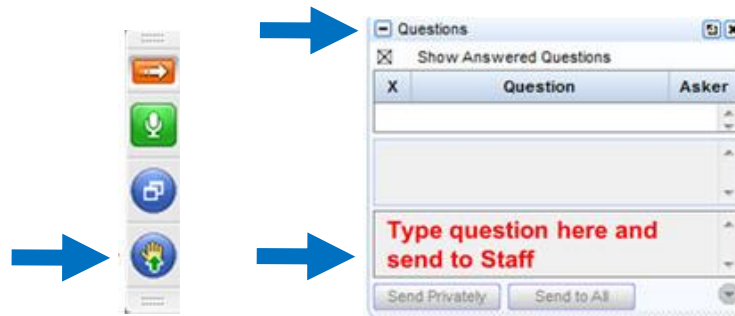 Questions
Show Answered Questions
X Question Asker
Type question here and
send to Staff
Send Privately Send to All